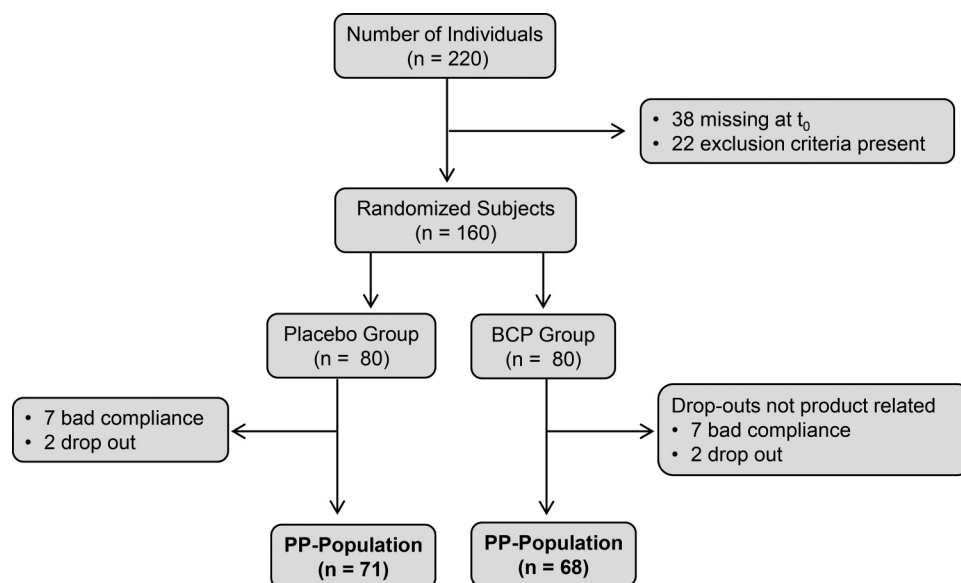 Number of Individuals
(n = 220)
• 38 missing at t₀
• 22 exclusion criteria present
Randomized Subjects
(n = 160)
Placebo Group
(n = 80)
BCP Group
(n = 80)
• 7 bad compliance
• 2 drop out
Drop-outs not product related
• 7 bad compliance
• 2 drop out
PP-Population
(n = 71)
PP-Population
(n = 68)